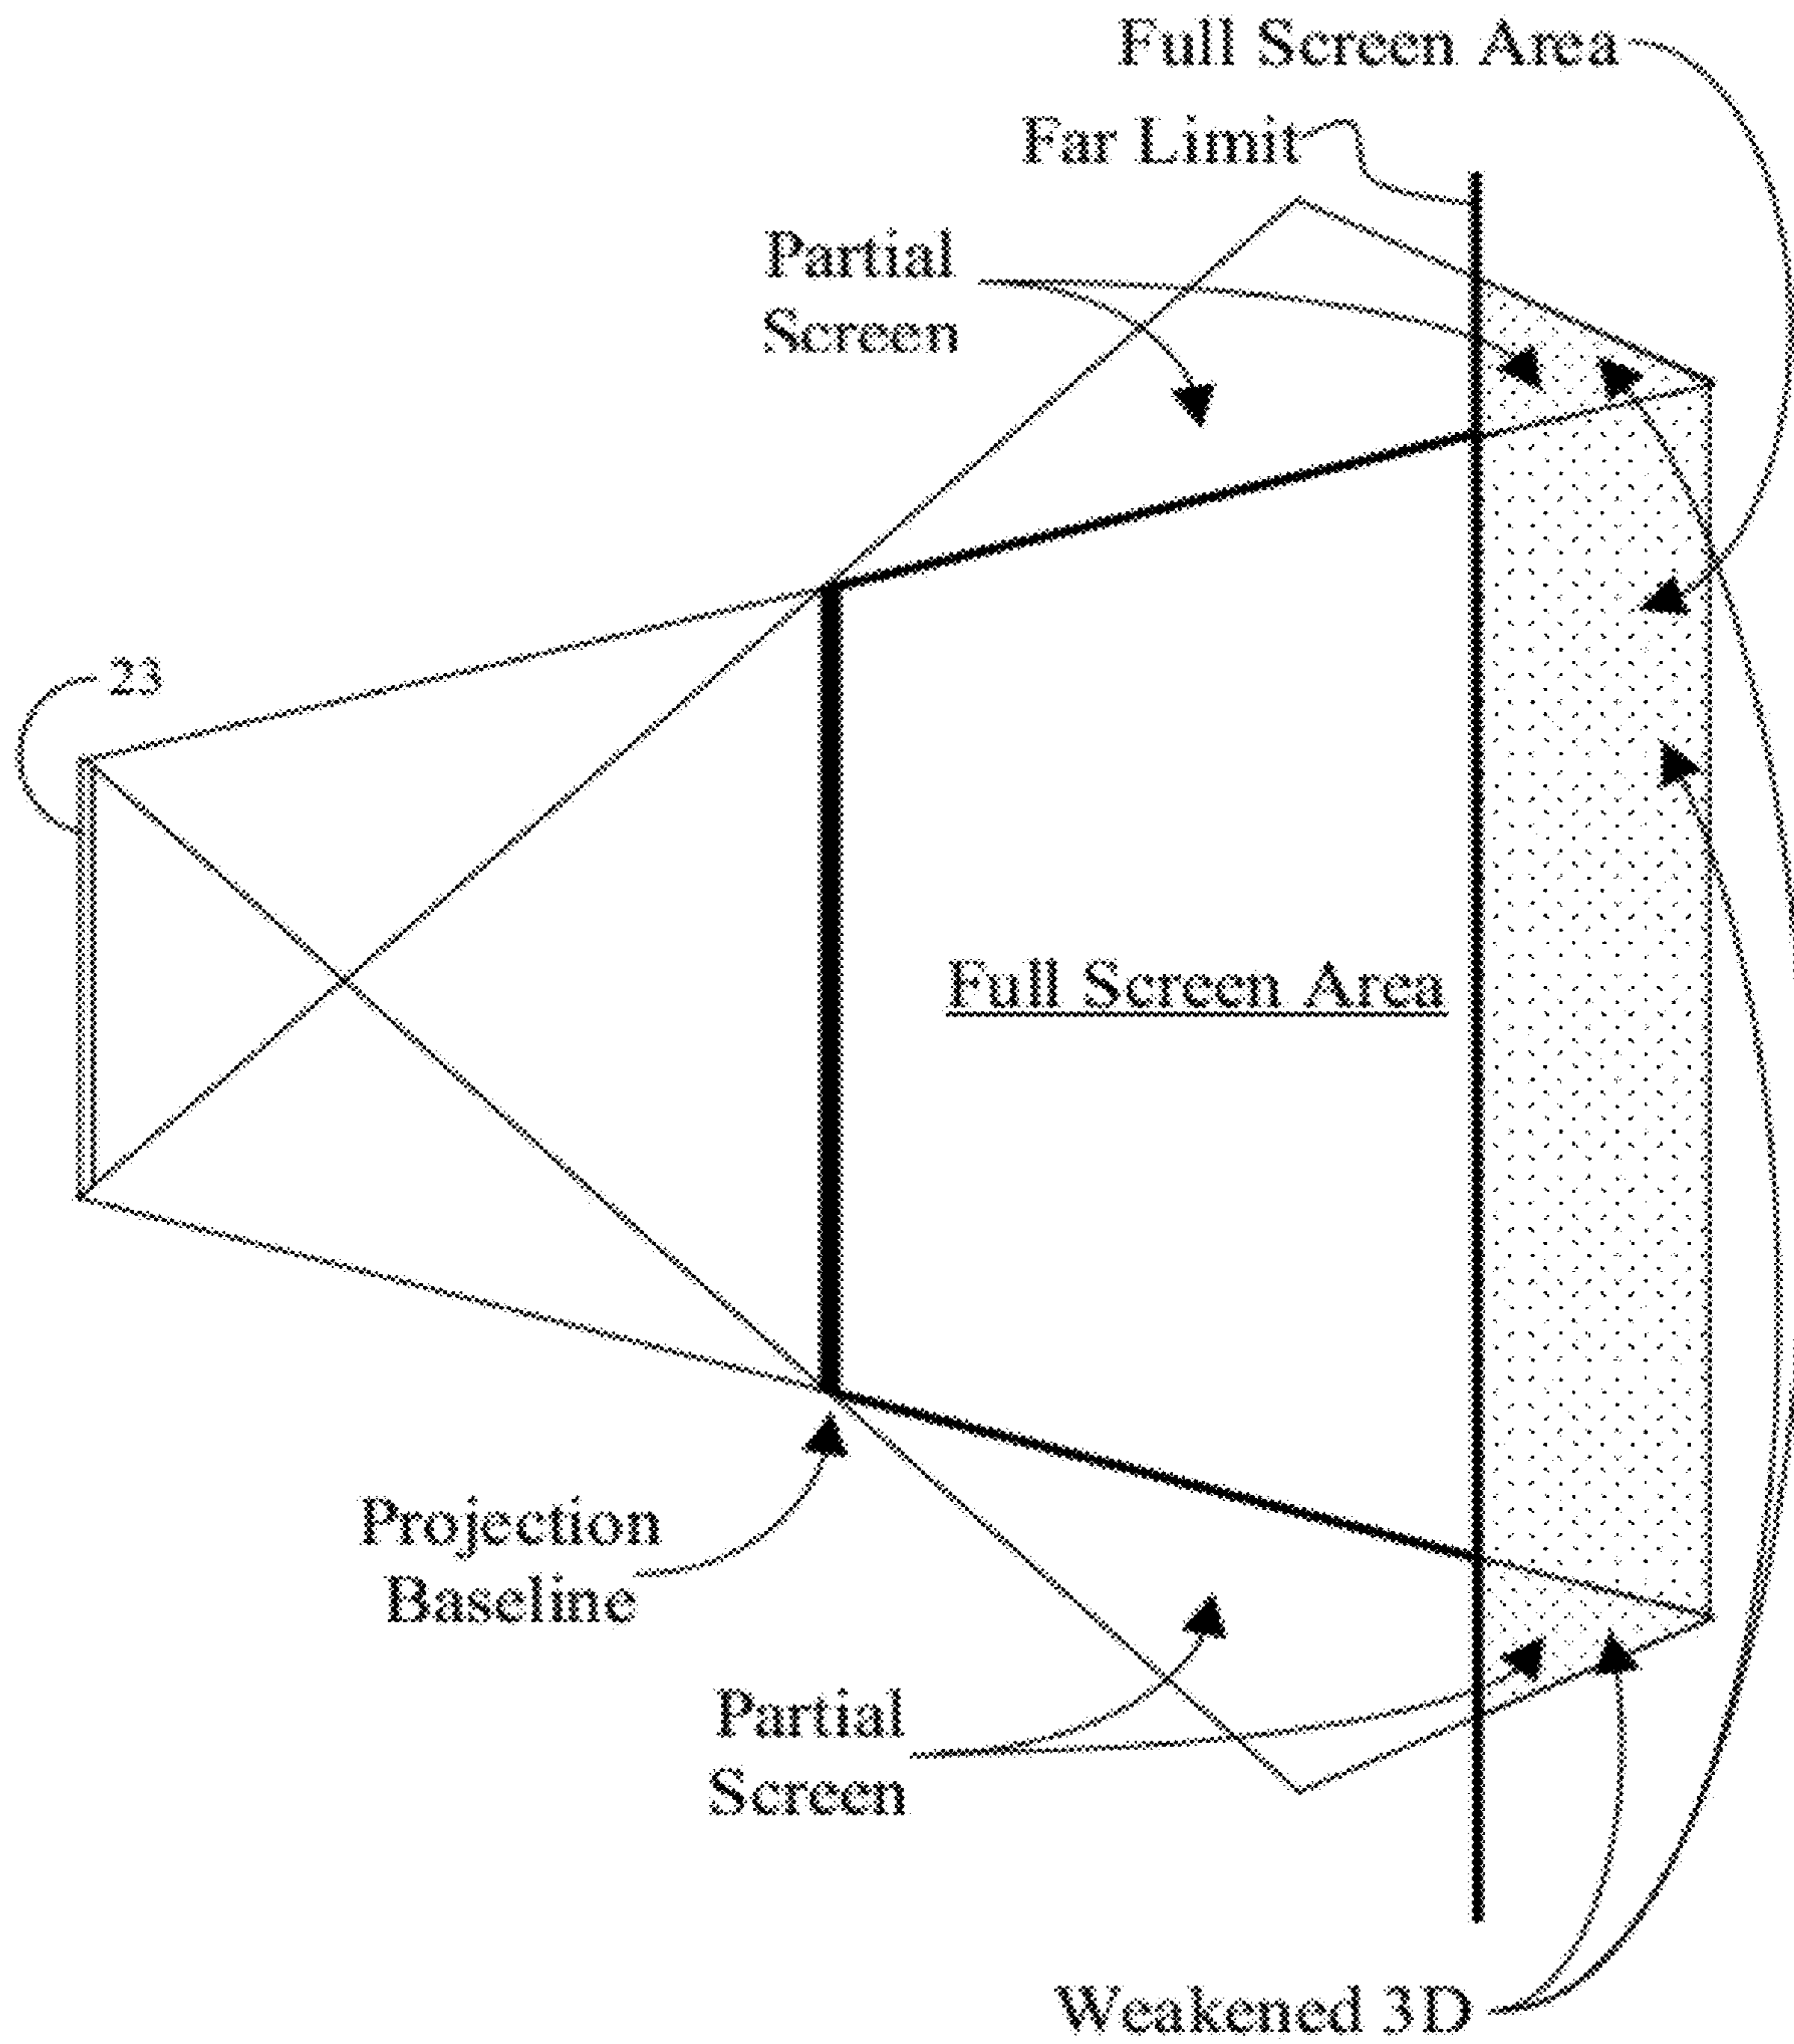 Full Screen Area
Far Limit
Partial
Screen
23
Full Screen Area
Projection
Baseline
Partial
Screen
Weakened 3D